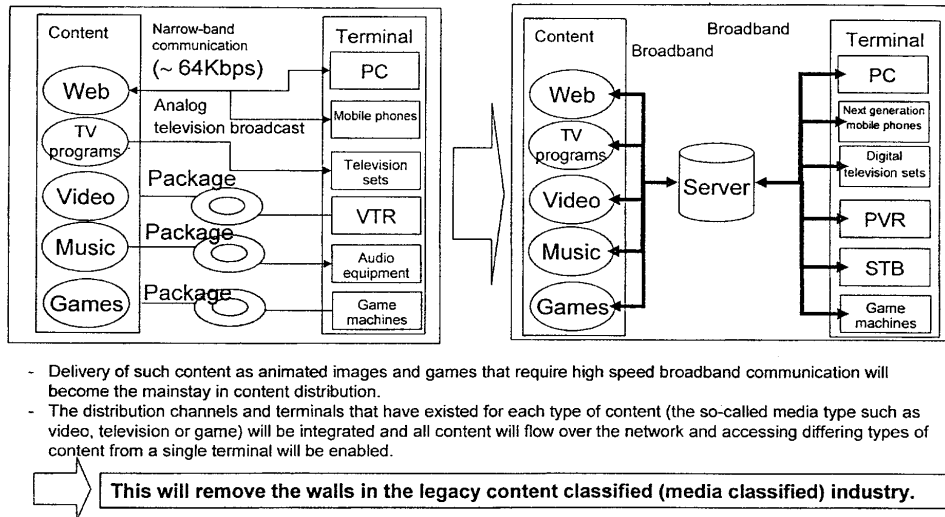 Content
Narrow-band
communication
(~ 64Kbps)
Terminal
Web
PC
Analog
television broadcast
Mobile phones
TV
programs
Television
sets
Video
Package
VTR
Music
Package
Audio
equipment
Games
Package
Game
machines
Content
Broadband
Broadband
Terminal
Web
PC
TV
programs
Next generation
mobile phones
Digital
television sets
Video
Server
PVR
Music
STB
Games
Game
machines
- Delivery of such content as animated images and games that require high speed broadband communication will
become the mainstay in content distribution.
- The distribution channels and terminals that have existed for each type of content (the so-called media type such as
video, television or game) will be integrated and all content will flow over the network and accessing differing types of
content from a single terminal will be enabled.
This will remove the walls in the legacy content classified (media classified) industry.